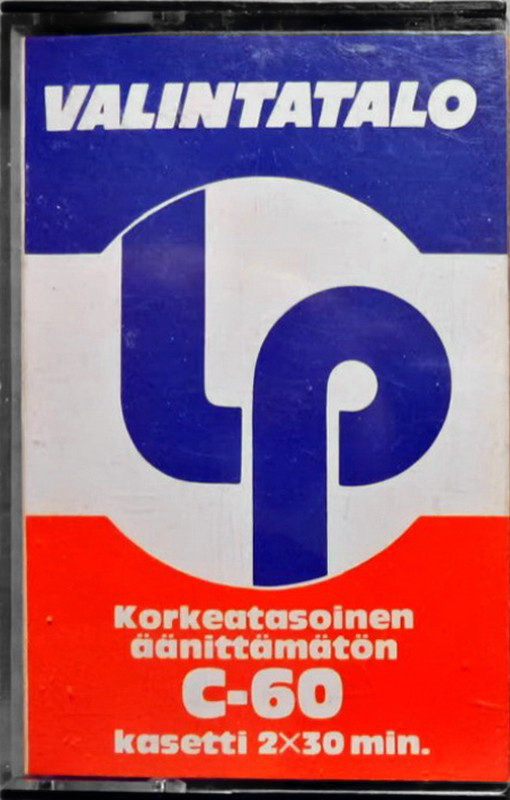 VALINTATALO
Lp
Korkeatasoinen
äänittämätön
C-60
kasetti 2×30 min.